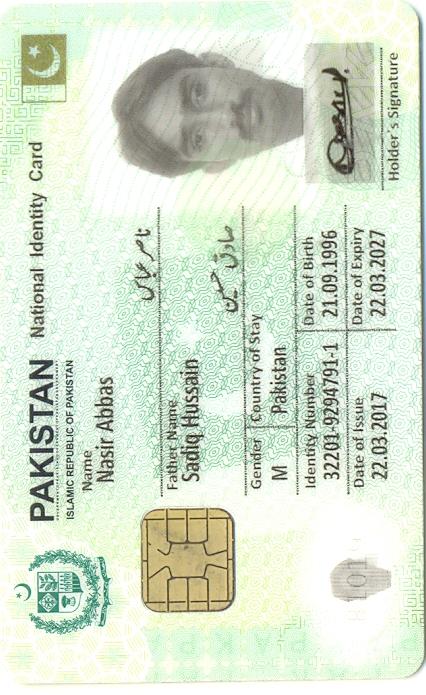 PAKISTAN National Identity Card
ISLAMIC REPUBLIC OF PAKISTAN
Name
Nasir Abbas
ناصر عباس
Father Name
Sadiq Hussain
صادق حسین
Gender Country of Stay
M Pakistan
Identity Number Date of Birth
32201-9294791-1 21.09.1996
Date of Issue Date of Expiry
22.03.2017 22.03.2027
Holder's Signature